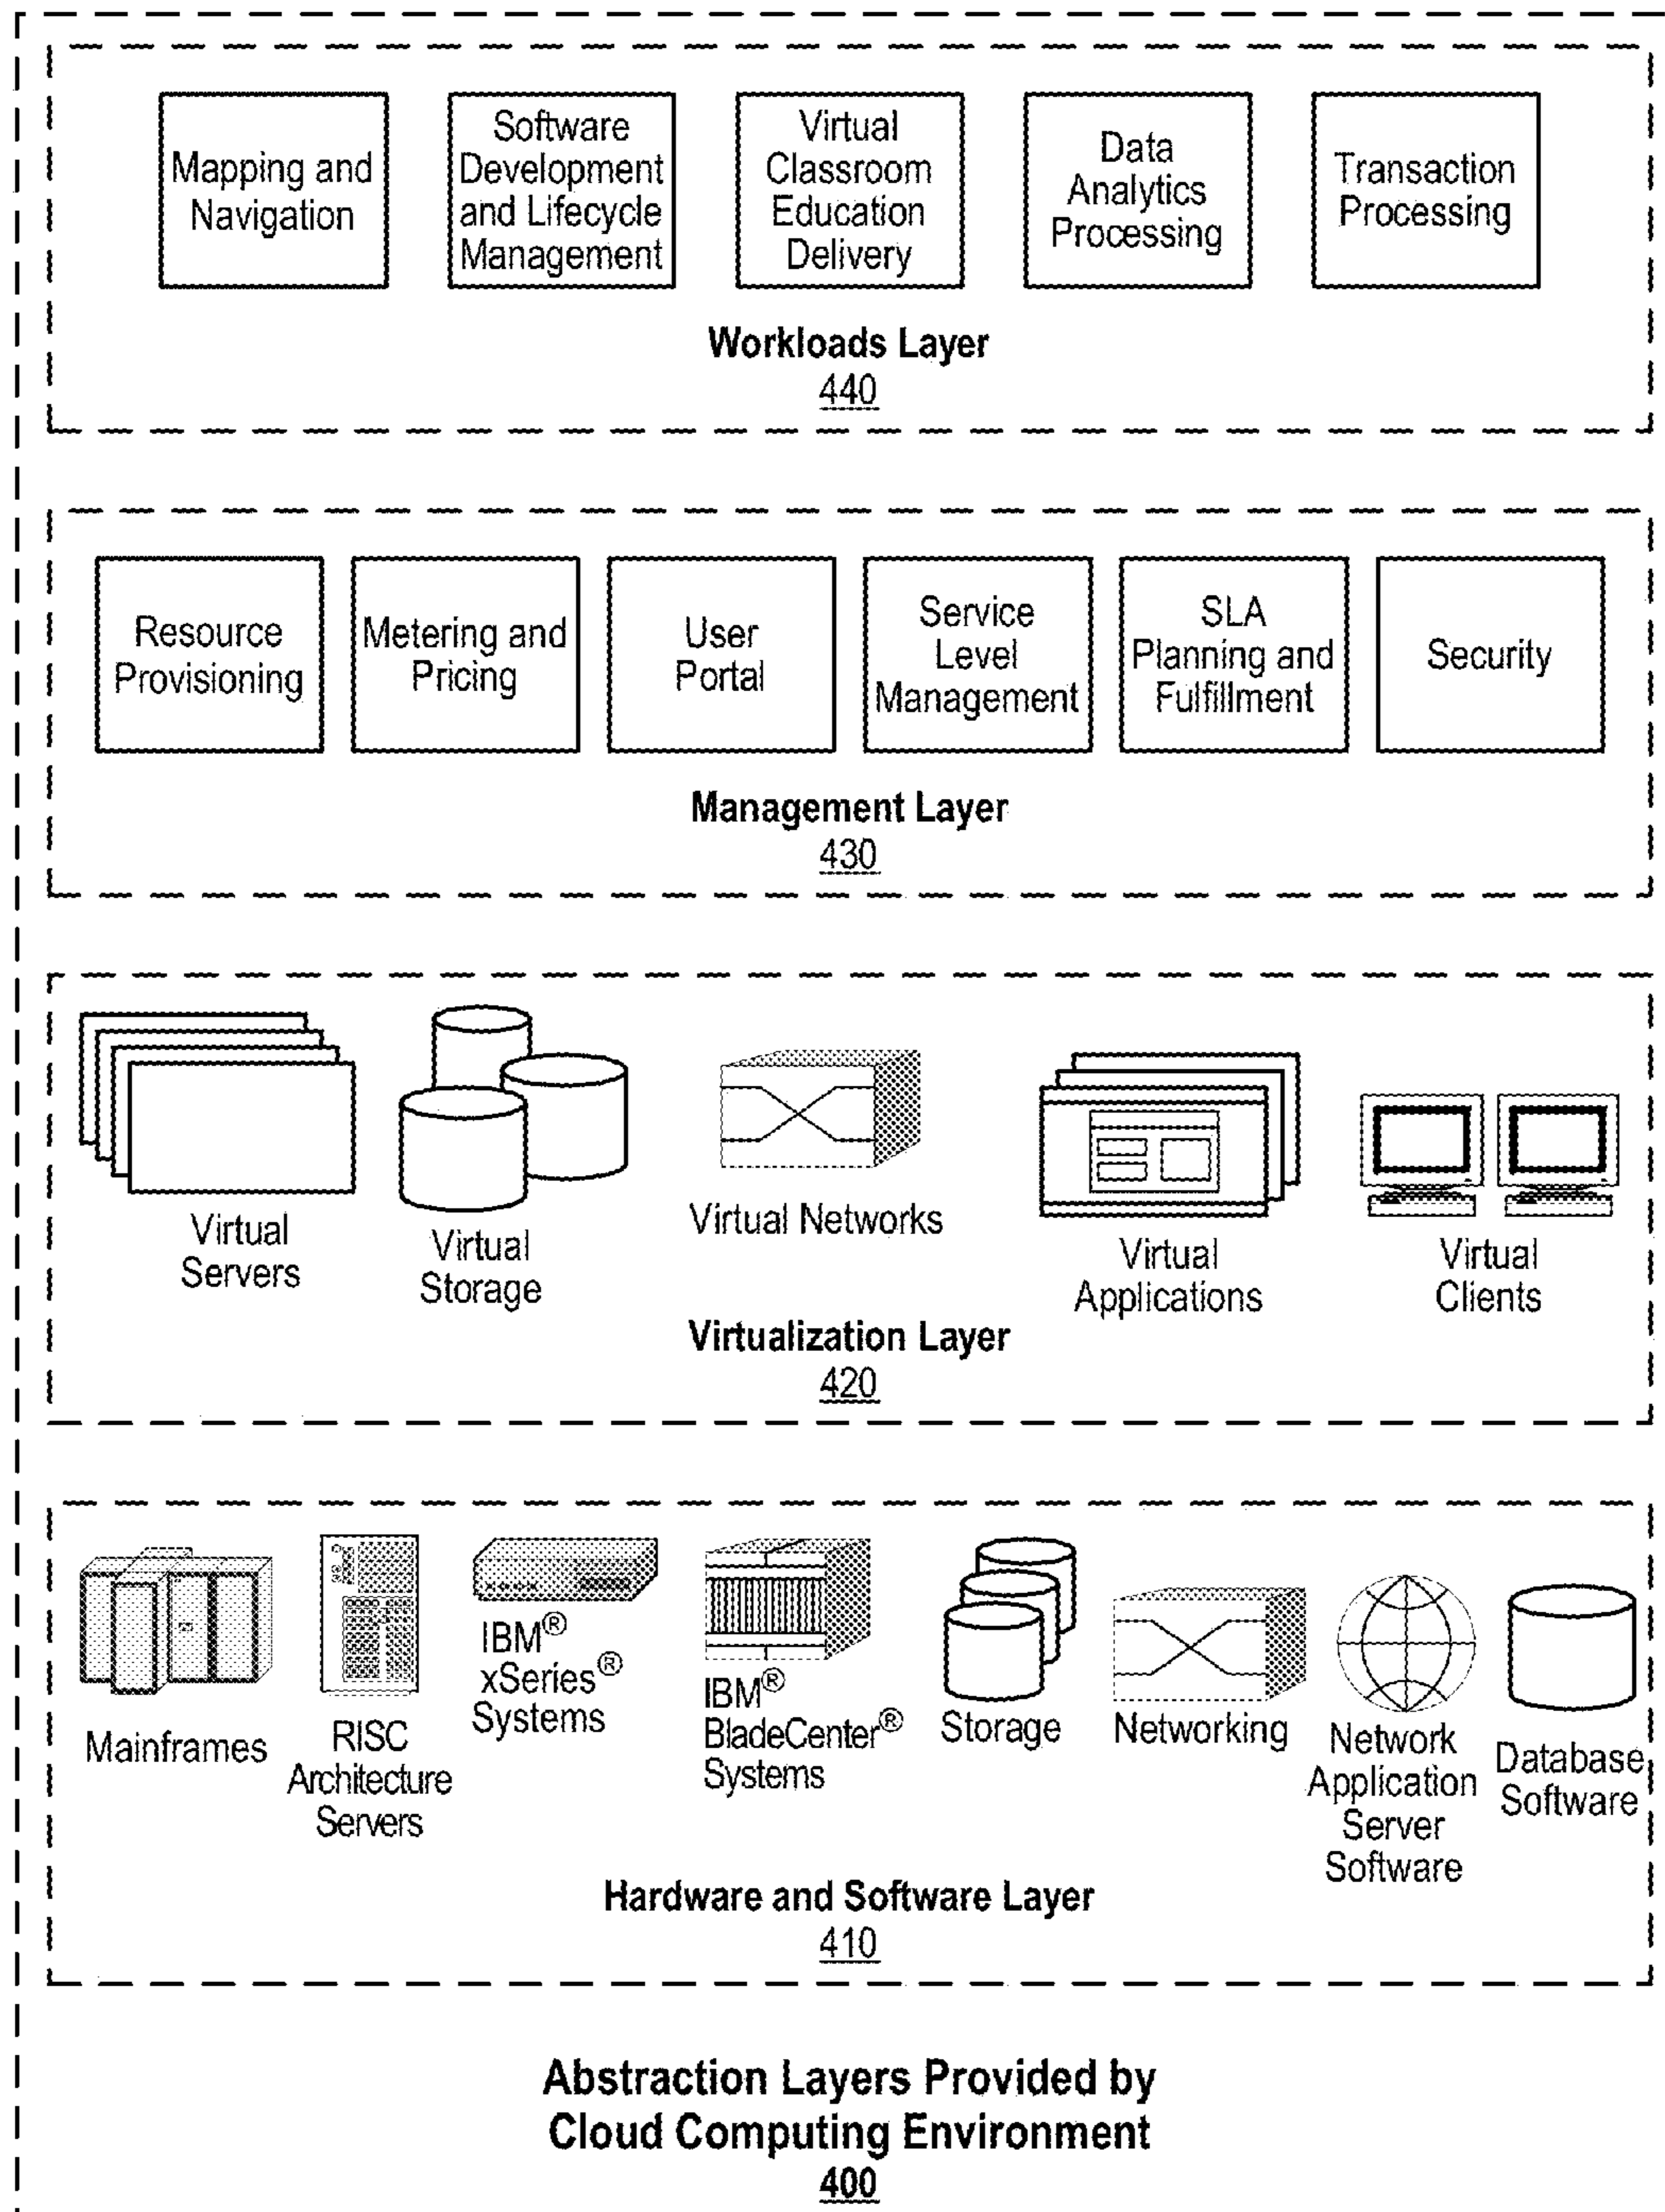 Mapping and
Navigation
Software
Development
and Lifecycle
Management
Virtual
Classroom
Education
Delivery
Data
Analytics
Processing
Transaction
Processing
Workloads Layer
440
Resource
Provisioning
Metering and
Pricing
User
Portal
Service
Level
Management
SLA
Planning and
Fulfillment
Security
Management Layer
430
Virtual
Servers
Virtual
Storage
Virtual Networks
Virtual
Applications
Virtual
Clients
Virtualization Layer
420
Mainframes
RISC
Architecture
Servers
IBM®
xSeries®
Systems
IBM®
BladeCenter®
Systems
Storage
Networking
Network
Application
Server
Software
Database
Software
Hardware and Software Layer
410
Abstraction Layers Provided by
Cloud Computing Environment
400